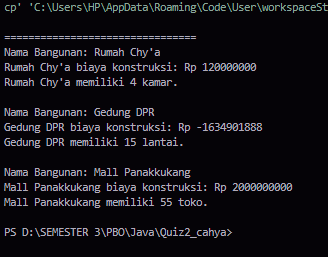 cp' 'C:\Users\HP\AppData\Roaming\Code\User\workspaceSt
================================
Nama Bangunan: Rumah Chy'a
Rumah Chy'a biaya konstruksi: Rp 120000000
Rumah Chy'a memiliki 4 kamar.
Nama Bangunan: Gedung DPR
Gedung DPR biaya konstruksi: Rp -1634901888
Gedung DPR memiliki 15 lantai.
Nama Bangunan: Mall Panakkukang
Mall Panakkukang biaya konstruksi: Rp 2000000000
Mall Panakkukang memiliki 55 toko.
PS D:\SEMESTER 3\PBO\Java\Quiz2_cahya>